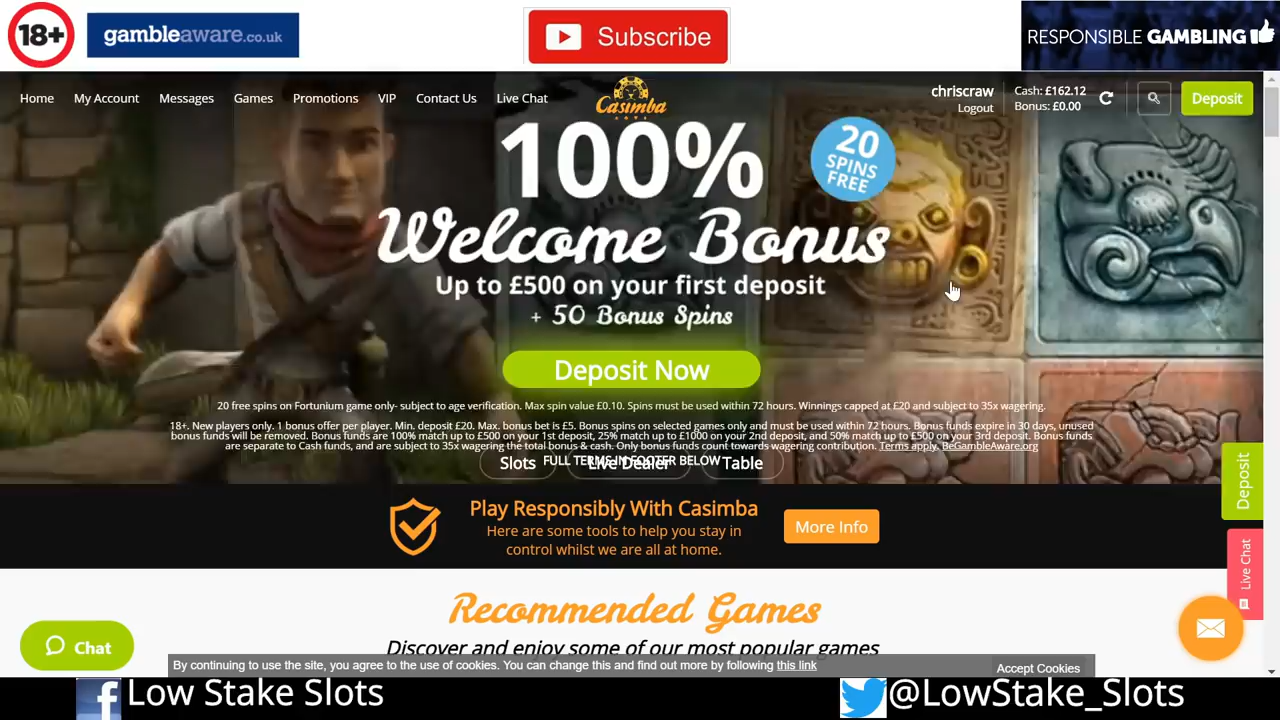 18+
gambleaware.co.uk
Subscribe
RESPONSIBLE GAMBLING
Home
My Account
Messages
Games
Promotions
VIP
Contact Us
Live Chat
Casimba
chriscraw
Logout
Cash: £162.12
Bonus: £0.00
Deposit
100%
20
SPINS
FREE
Welcome Bonus
Up to £500 on your first deposit
+ 50 Bonus Spins
Deposit Now
20 free spins on Fortunium game only- subject to age verification. Max spin value £0.10. Spins must be used within 72 hours. Winnings capped at £20 and subject to 35x wagering.
18+. New players only. 1 bonus offer per player. Min. deposit £20. Max. bonus bet is £5. Bonus spins on selected games only and must be used within 72 hours. Bonus funds expire in 30 days, unused
bonus funds will be removed. Bonus funds are 100% match up to £500 on your 1st deposit, 25% match up to £1000 on your 2nd deposit, and 50% match up to £500 on your 3rd deposit. Bonus funds
are separate to Cash funds, and are subject to 35x wagering the total bonus & cash. Only bonus funds count towards wagering contribution. Terms apply. BeGambleAware.org
FULL TERMS IN FOOTER BELOW
Slots
Live Dealer
Table
Deposit
Play Responsibly With Casimba
Here are some tools to help you stay in
control whilst we are all at home.
More Info
Live Chat
Recommended Games
Discover and enjoy some of our most popular games
Chat
By continuing to use the site, you agree to the use of cookies. You can change this and find out more by following this link
Accept Cookies
Low Stake Slots
@LowStake_Slots